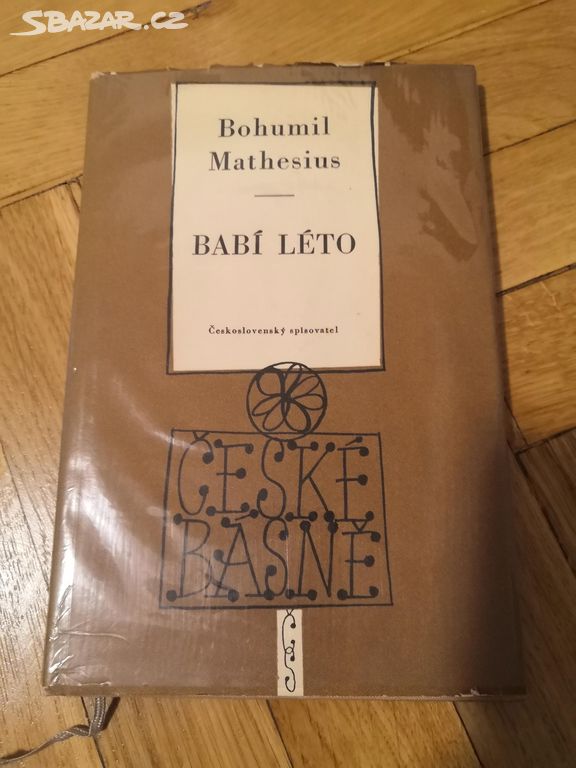 SBAZAR.CZ
Bohumil
Mathesius
BABÍ LÉTO
Československý spisovatel
ČESKÉ
BÁSNĚ